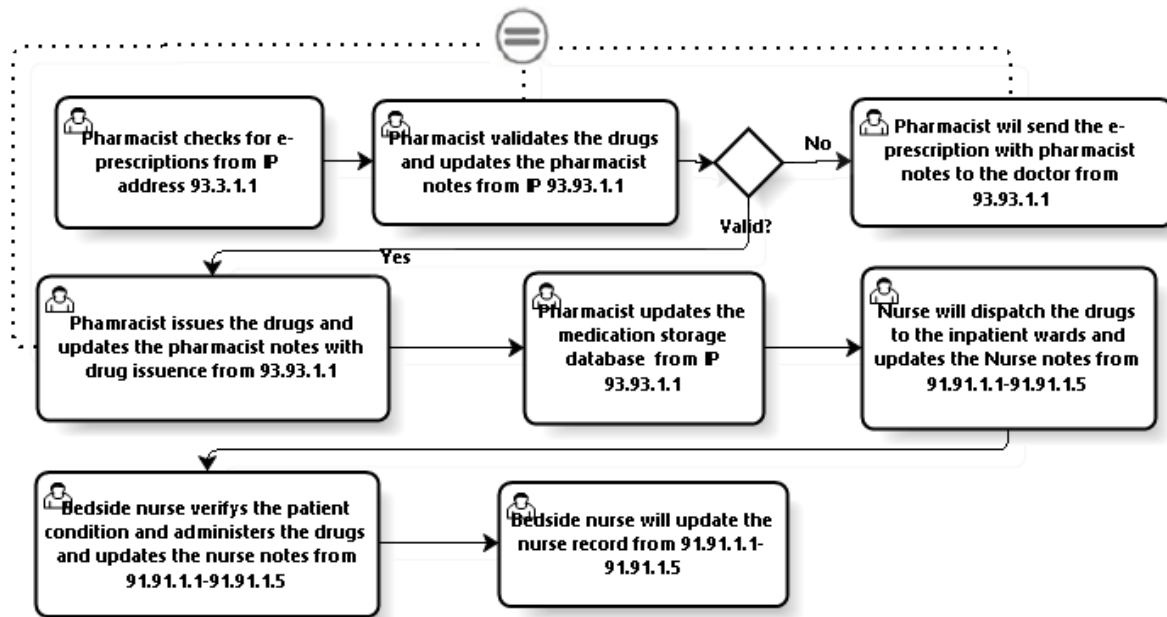 Pharmacist checks for e-
prescriptions from IP
address 93.3.1.1
Pharmacist validates the drugs
and updates the pharmacist
notes from IP 93.93.1.1
No
Pharmacist wil send the e-
prescription with pharmacist
notes to the doctor from
93.93.1.1
Valid?
Yes
Phamracist issues the drugs and
updates the pharmacist notes with
drug issuence from 93.93.1.1
Pharmacist updates the
medication storage
database from IP
93.93.1.1
Nurse will dispatch the drugs
to the inpatient wards and
updates the Nurse notes from
91.91.1.1-91.91.1.5
Bedside nurse verifys the patient
condition and administers the drugs
and updates the nurse notes from
91.91.1.1-91.91.1.5
Bedside nurse will update the
nurse record from 91.91.1.1-
91.91.1.5